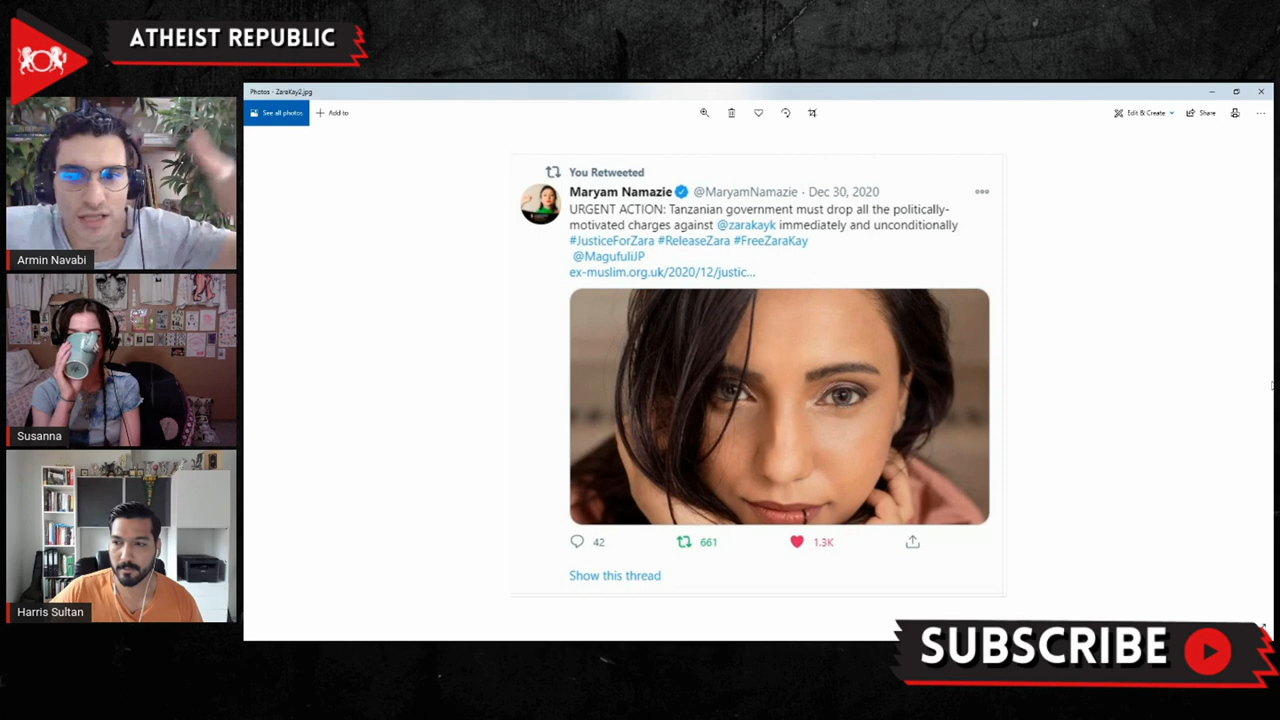 ATHEIST REPUBLIC
Photos - ZaraKay2.jpg
See all photos
Add to
Edit & Create
Share
You Retweeted
Maryam Namazie @MaryamNamazie · Dec 30, 2020
URGENT ACTION: Tanzanian government must drop all the politically-
motivated charges against @zarakayk immediately and unconditionally
#JusticeForZara #ReleaseZara #FreeZaraKay
@MagufuliJP
ex-muslim.org.uk/2020/12/justic...
42
661
1.3K
Show this thread
Armin Navabi
Susanna
Harris Sultan
SUBSCRIBE